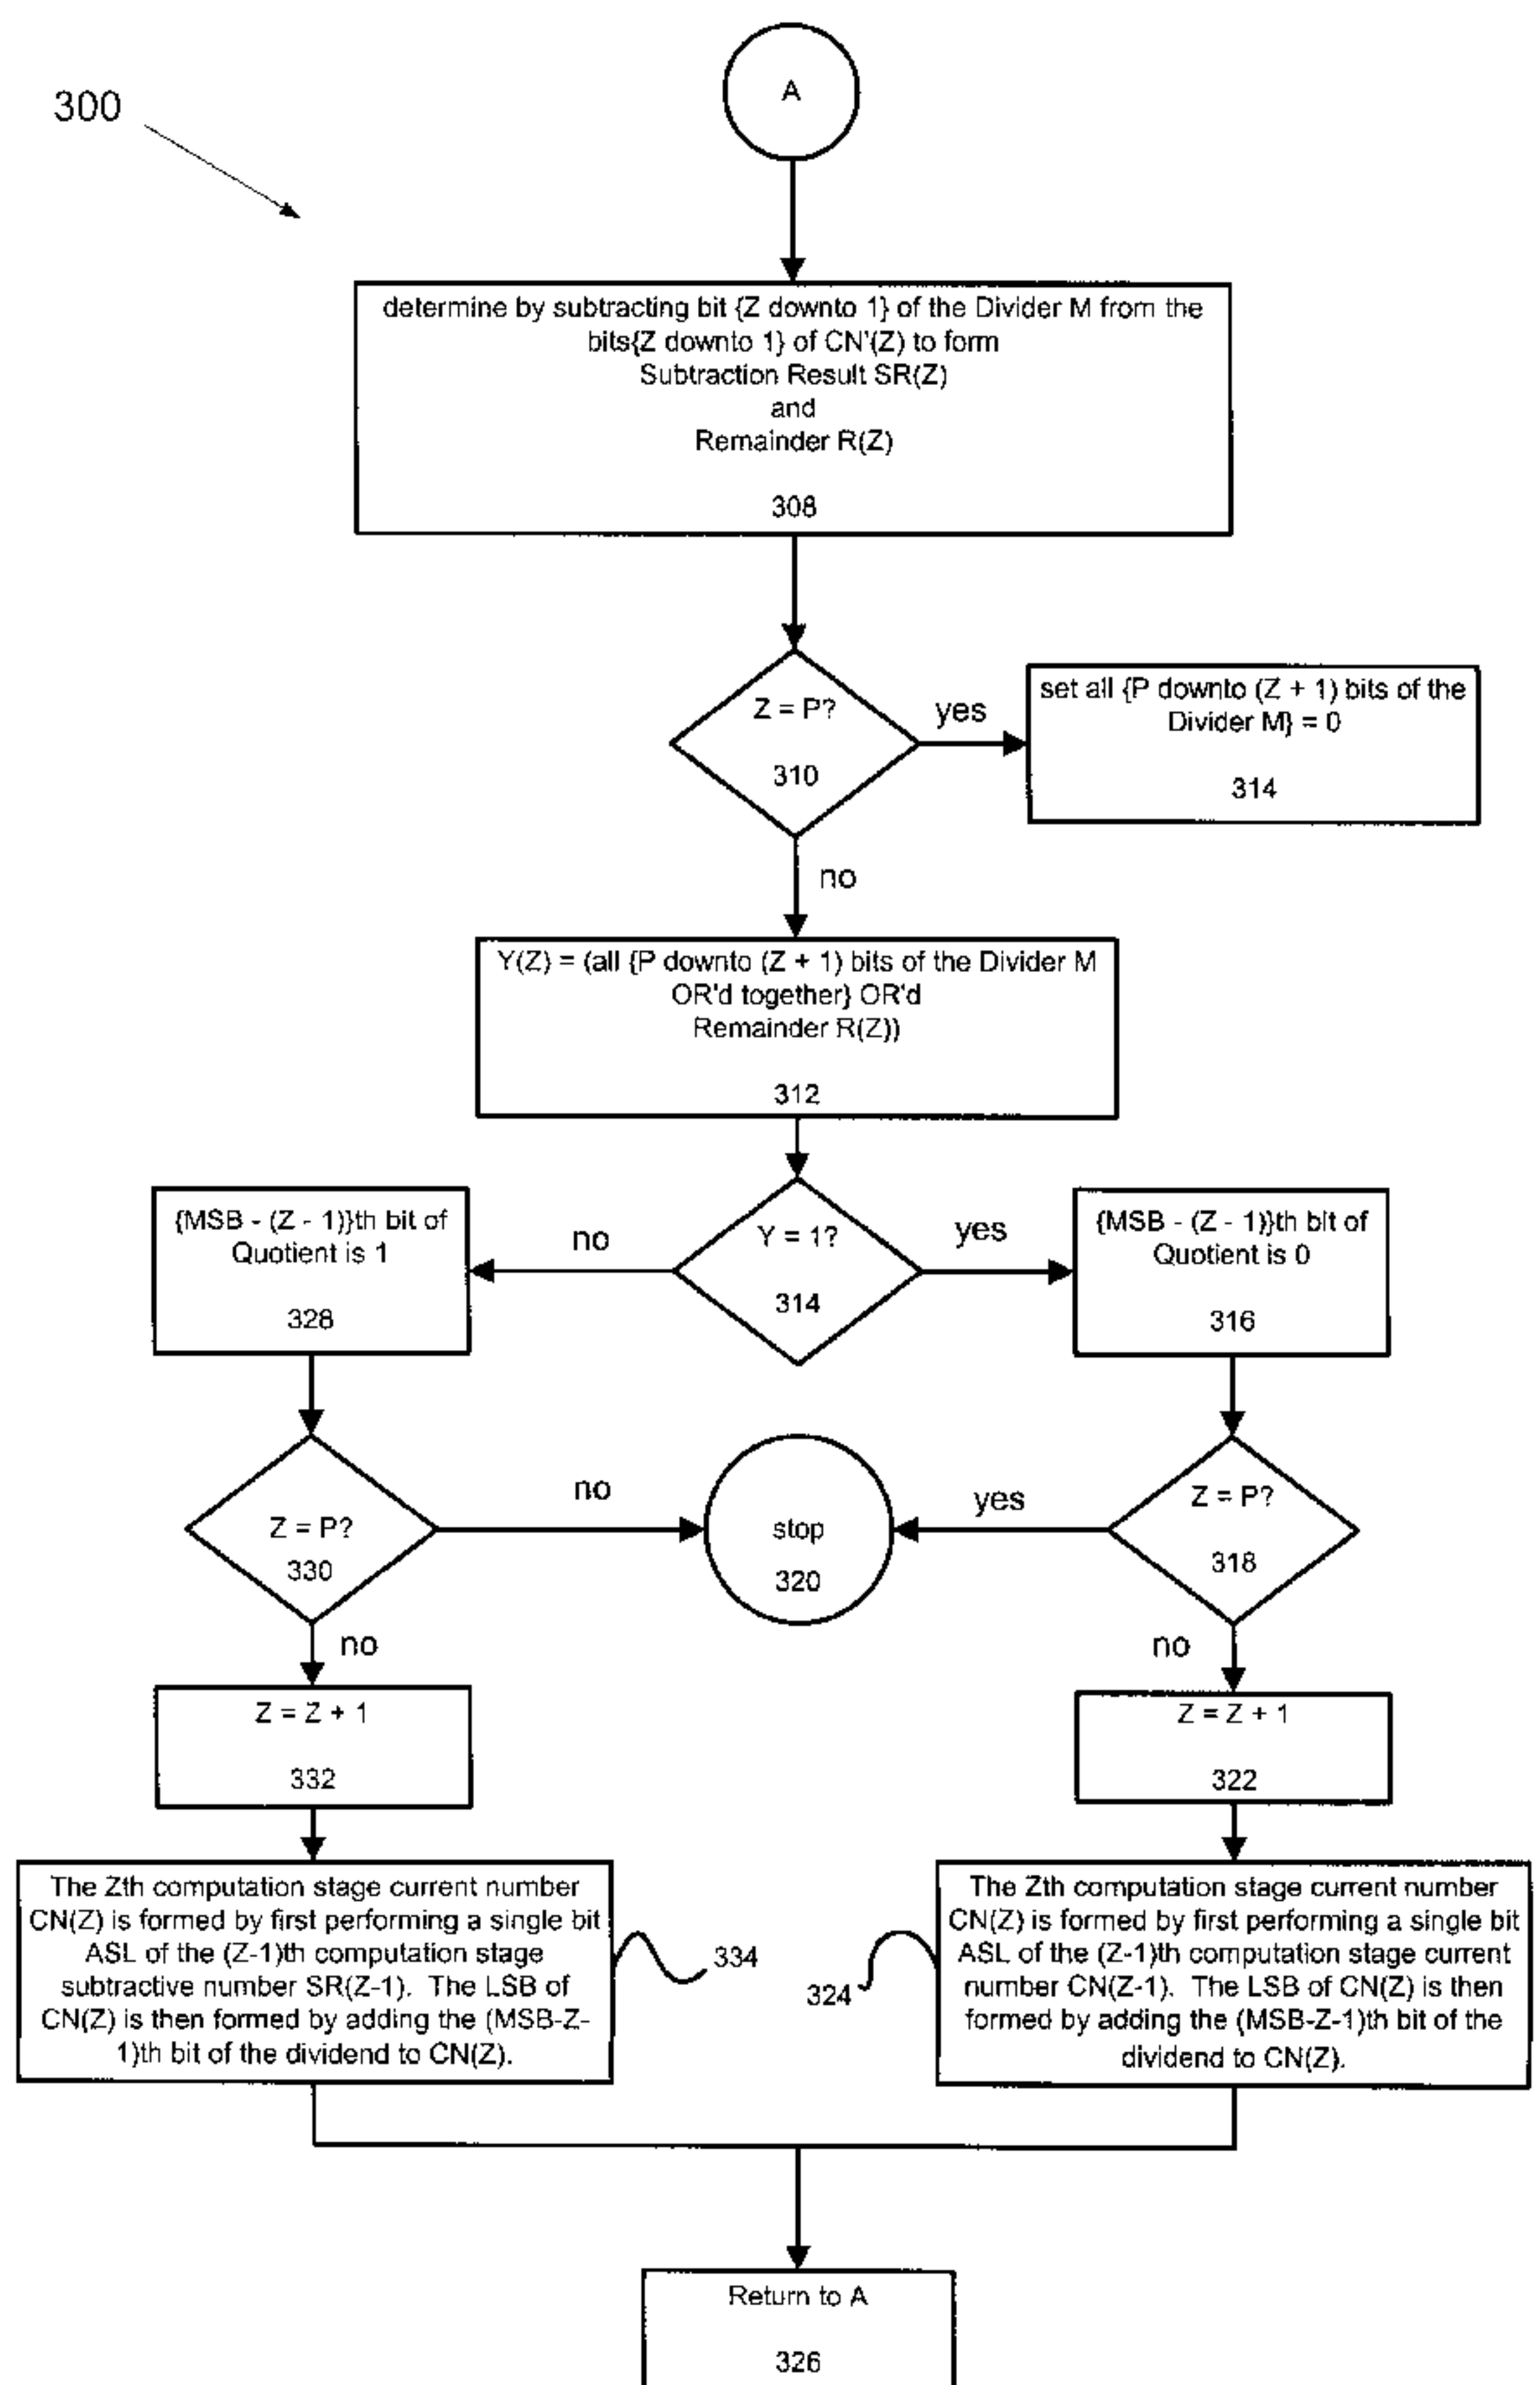 A
300
determine by subtracting bit {Z downto 1} of the Divider M from the
bits{Z downto 1} of CN'(Z) to form
Subtraction Result SR(Z)
and
Remainder R(Z)
308
Z = P?
310
yes
set all {P downto (Z + 1) bits of the
Divider M} = 0
314
no
Y(Z) = (all {P downto (Z + 1) bits of the Divider M
OR'd together} OR'd
Remainder R(Z))
312
{MSB - (Z - 1)}th bit of
Quotient is 1
328
no
Y = 1?
314
yes
{MSB - (Z - 1)}th bit of
Quotient is 0
316
Z = P?
330
no
stop
320
yes
Z = P?
318
no
no
Z = Z + 1
332
Z = Z + 1
322
The Zth computation stage current number
CN(Z) is formed by first performing a single bit
ASL of the (Z-1)th computation stage
subtractive number SR(Z-1). The LSB of
CN(Z) is then formed by adding the (MSB-Z-
1)th bit of the dividend to CN(Z).
334
324
The Zth computation stage current number
CN(Z) is formed by first performing a single bit
ASL of the (Z-1)th computation stage current
number CN(Z-1). The LSB of CN(Z) is then
formed by adding the (MSB-Z-1)th bit of the
dividend to CN(Z).
Return to A
326